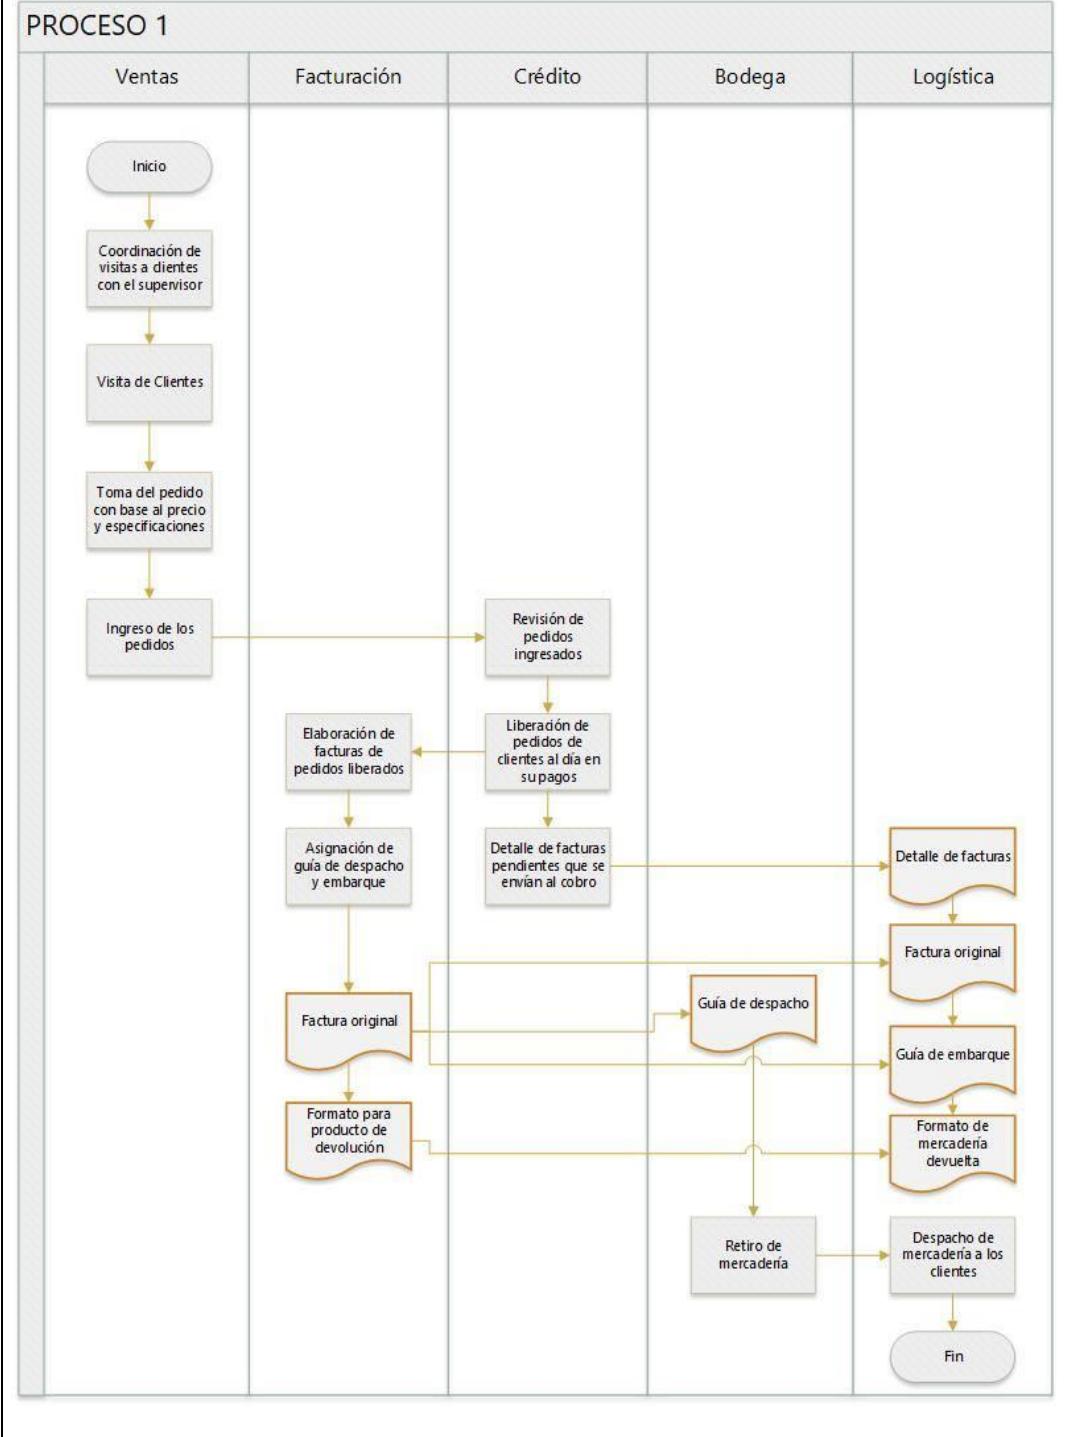 PROCESO 1
Ventas
Facturación
Crédito
Bodega
Logística
Inicio
Coordinación de
visitas a clientes
con el supervisor
Visita de Clientes
Toma del pedido
con base al precio
y especificaciones
Ingreso de los
pedidos
Revisión de
pedidos
ingresados
Elaboración de
facturas de
pedidos liberados
Liberación de
pedidos de
clientes al día en
su pagos
Asignación de
guía de despacho
y embarque
Detalle de facturas
pendientes que se
envían al cobro
Detalle de facturas
Factura original
Factura original
Guía de despacho
Guía de embarque
Formato para
producto de
devolución
Formato de
mercadería
devuelta
Retiro de
mercadería
Despacho de
mercadería a los
clientes
Fin